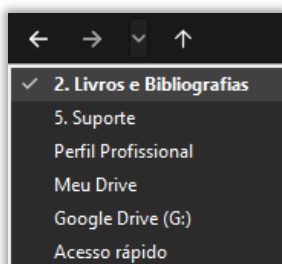 2. Livros e Bibliografias
5. Suporte
Perfil Profissional
Meu Drive
Google Drive (G:)
Acesso rápido